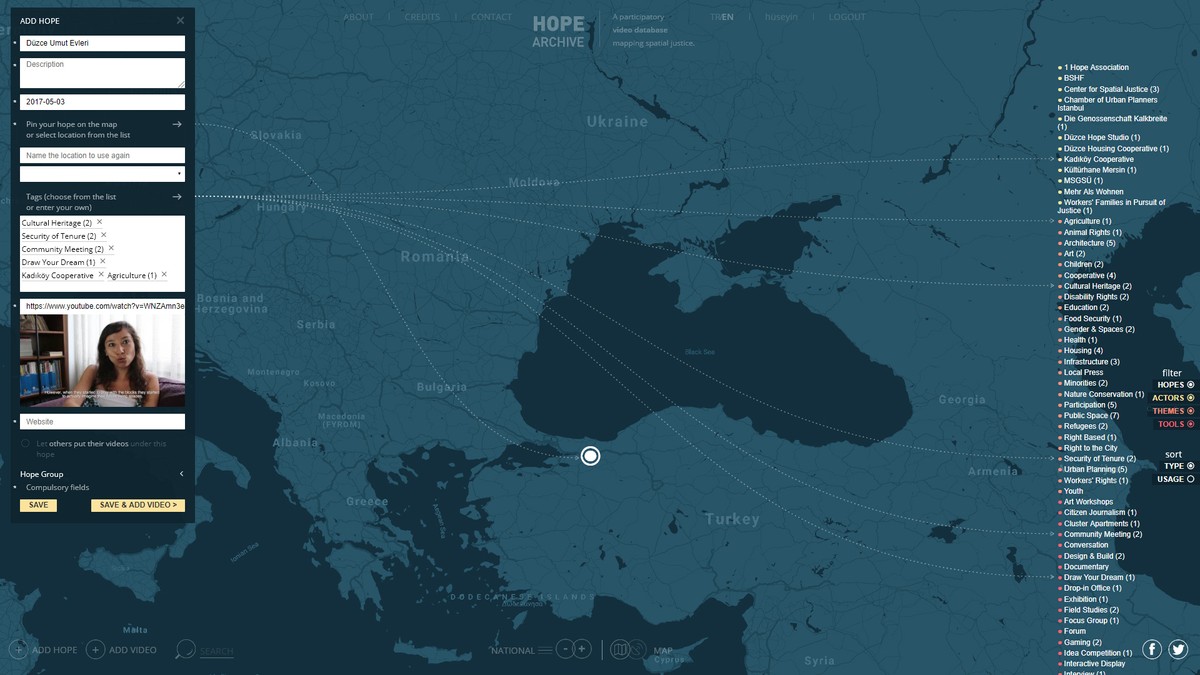 ADD HOPE
Düzce Umut Evleri
Description
2017-05-03
Pin your hope on the map
or select location from the list
Name the location to use again
Tags (choose from the list
or enter your own)
Cultural Heritage (2)
Security of Tenure (2)
Community Meeting (2)
Draw Your Dream (1)
Kadıköy Cooperative Agriculture (1)
https://www.youtube.com/watch?v=WNZAmn3e
Website
Let others put their videos under this
hope
Hope Group
Compulsory fields
SAVE
SAVE & ADD VIDEO >
ABOUT
CREDITS
CONTACT
HOPE
ARCHIVE
A participatory
video database
mapping spatial justice.
TR/EN
hüseyin
LOGOUT
Slovakia
Ukraine
Moldova
Hungary
Romania
Bosnia and
Herzegovina
Serbia
Montenegro
Kosovo
Bulgaria
Macedonia
(FYROM)
Albania
Greece
Black Sea
Georgia
Armenia
Turkey
Aegean Sea
Ionian Sea
DODECANESE ISLANDS
Malta
Cyprus
Syria
1 Hope Association
BSHF
Center for Spatial Justice (3)
Chamber of Urban Planners
Istanbul
Die Genossenschaft Kalkbreite
(1)
Düzce Hope Studio (1)
Düzce Housing Cooperative (1)
Kadıköy Cooperative
Kültürhane Mersin (1)
MSGSÜ (1)
Mehr Als Wohnen
Workers' Families in Pursuit of
Justice (1)
Agriculture (1)
Animal Rights (1)
Architecture (5)
Art (2)
Children (2)
Cooperative (4)
Cultural Heritage (2)
Disability Rights (2)
Education (2)
Food Security (1)
Gender & Spaces (2)
Health (1)
Housing (4)
Infrastructure (3)
Local Press
Minorities (2)
Nature Conservation (1)
Participation (5)
Public Space (7)
Refugees (2)
Right Based (1)
Right to the City
Security of Tenure (2)
Urban Planning (5)
Workers' Rights (1)
Youth
Art Workshops
Citizen Journalism (1)
Cluster Apartments (1)
Community Meeting (2)
Conversation
Design & Build (2)
Documentary
Draw Your Dream (1)
Drop-in Office (1)
Exhibition (1)
Field Studies (2)
Focus Group (1)
Forum
Gaming (2)
Idea Competition (1)
Interactive Display
Interview (1)
filter
HOPES
ACTORS
THEMES
TOOLS
sort
TYPE
USAGE
ADD HOPE
ADD VIDEO
SEARCH
NATIONAL
MAP